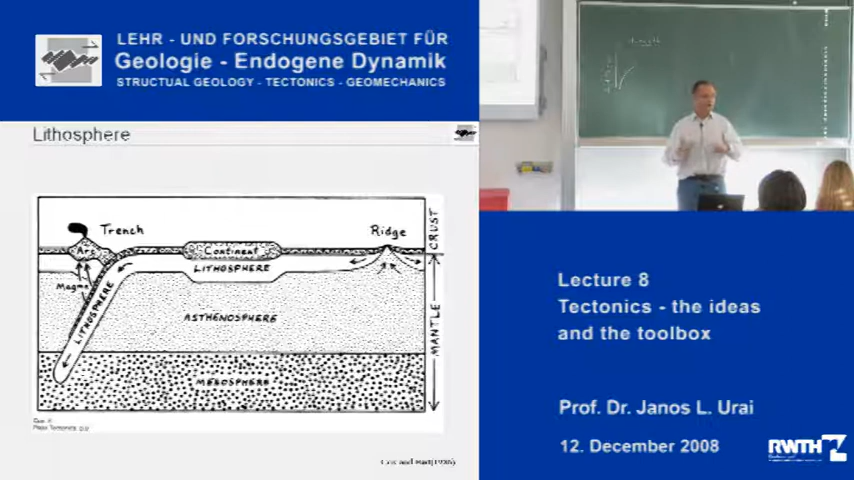 LEHR - UND FORSCHUNGSGEBIET FÜR
Geologie - Endogene Dynamik
STRUCTUAL GEOLOGY - TECTONICS - GEOMECHANICS
Lithosphere
Trench
Ridge
CRUST
Arc
Continent
LITHOSPHERE
Magma
LITHOSPHERE
ASTHENOSPHERE
MANTLE
MESOSPHERE
Lecture 8
Tectonics - the ideas
and the toolbox
Prof. Dr. Janos L. Urai
12. December 2008
RWTH